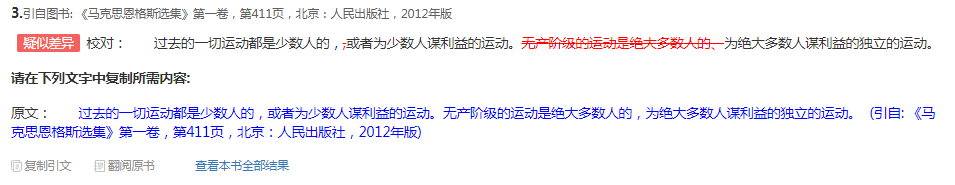 3.引自图书:《马克思恩格斯选集》第一卷，第411页，北京：人民出版社，2012年版
疑似差异 校对： 过去的一切运动都是少数人的，,或者为少数人谋利益的运动。无产阶级的运动是绝大多数人的、为绝大多数人谋利益的独立的运动。
请在下列文字中复制所需内容:
原文： 过去的一切运动都是少数人的，或者为少数人谋利益的运动。无产阶级的运动是绝大多数人的，为绝大多数人谋利益的独立的运动。 (引自:《马
克思恩格斯选集》第一卷，第411页，北京：人民出版社，2012年版)
复制引文 翻阅原书 查看本书全部结果